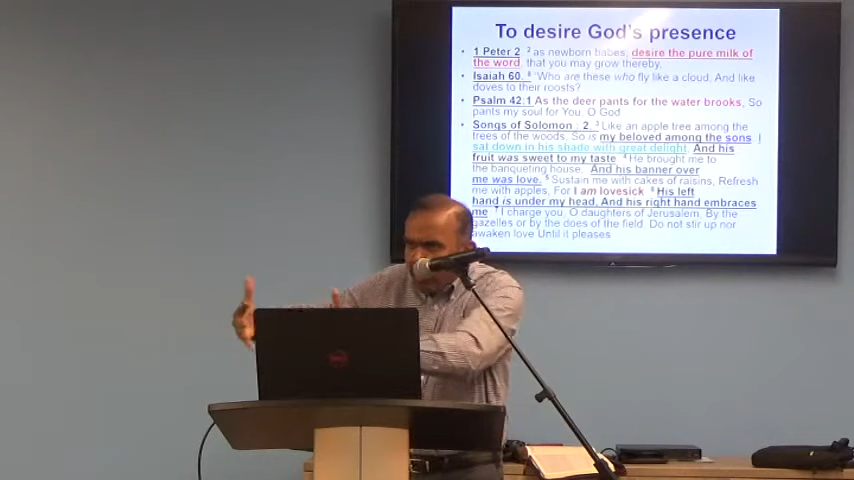 To desire God's presence
• 1 Peter 2 2 as newborn babes, desire the pure milk of
the word, that you may grow thereby,
• Isaiah 60. 8 "Who are these who fly like a cloud, And like
doves to their roosts?
• Psalm 42.1 As the deer pants for the water brooks, So
pants my soul for You, O God
• Songs of Solomon : 2. 3 Like an apple tree among the
trees of the woods, So is my beloved among the sons. I
sat down in his shade with great delight, And his
fruit was sweet to my taste. 4 He brought me to
the banqueting house, And his banner over
me was love. 5 Sustain me with cakes of raisins, Refresh
me with apples, For I am lovesick. 6 His left
hand is under my head, And his right hand embraces
me. 7 I charge you, O daughters of Jerusalem, By the
gazelles or by the does of the field, Do not stir up nor
awaken love Until it pleases